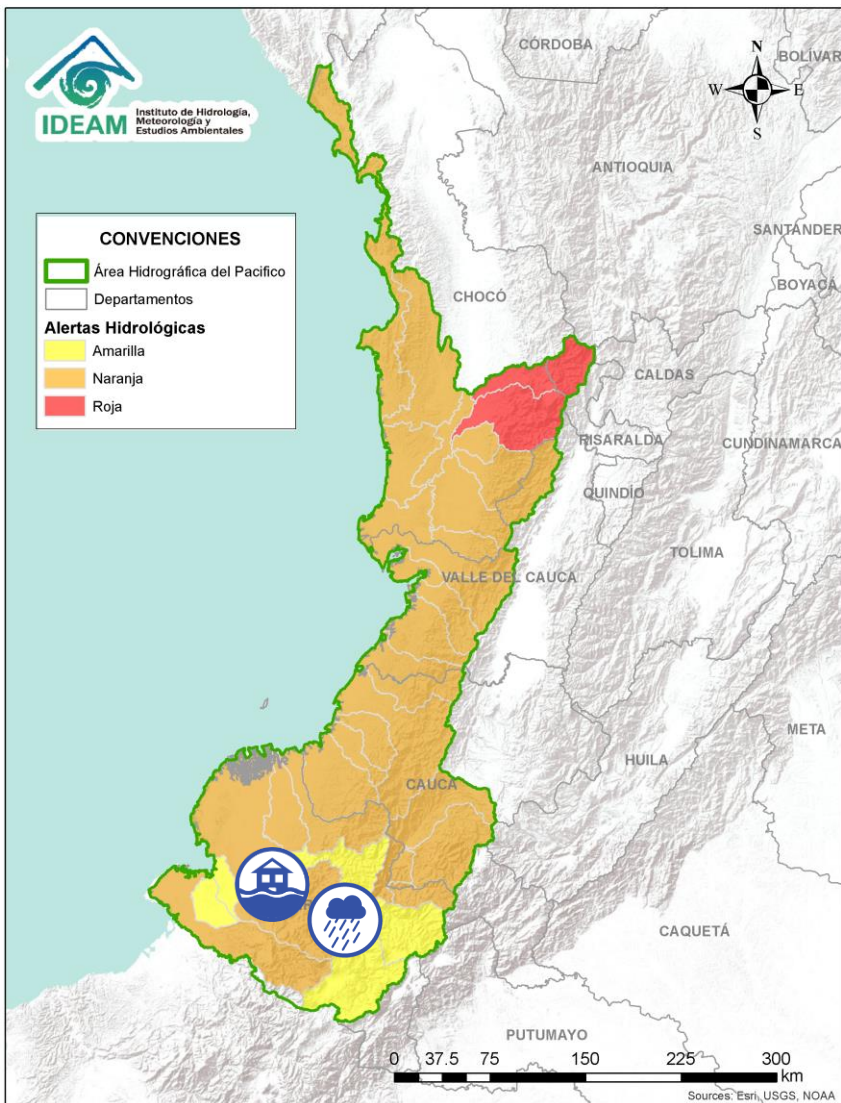 IDEAM
Instituto de Hidrología,
Meteorología y
Estudios Ambientales
N
W
E
S
CÓRDOBA
BOLÍVAR
ANTIOQUIA
SANTANDER
BOYACÁ
CHOCÓ
CALDAS
RISARALDA
CUNDINAMARCA
QUINDÍO
TOLIMA
VALLE DEL CAUCA
META
HUILA
CAUCA
CAQUETÁ
PUTUMAYO
CONVENCIONES
Área Hidrográfica del Pacifico
Departamentos
Alertas Hidrológicas
Amarilla
Naranja
Roja
0 37.5 75 150 225 300
km
Sources: Esri, USGS, NOAA